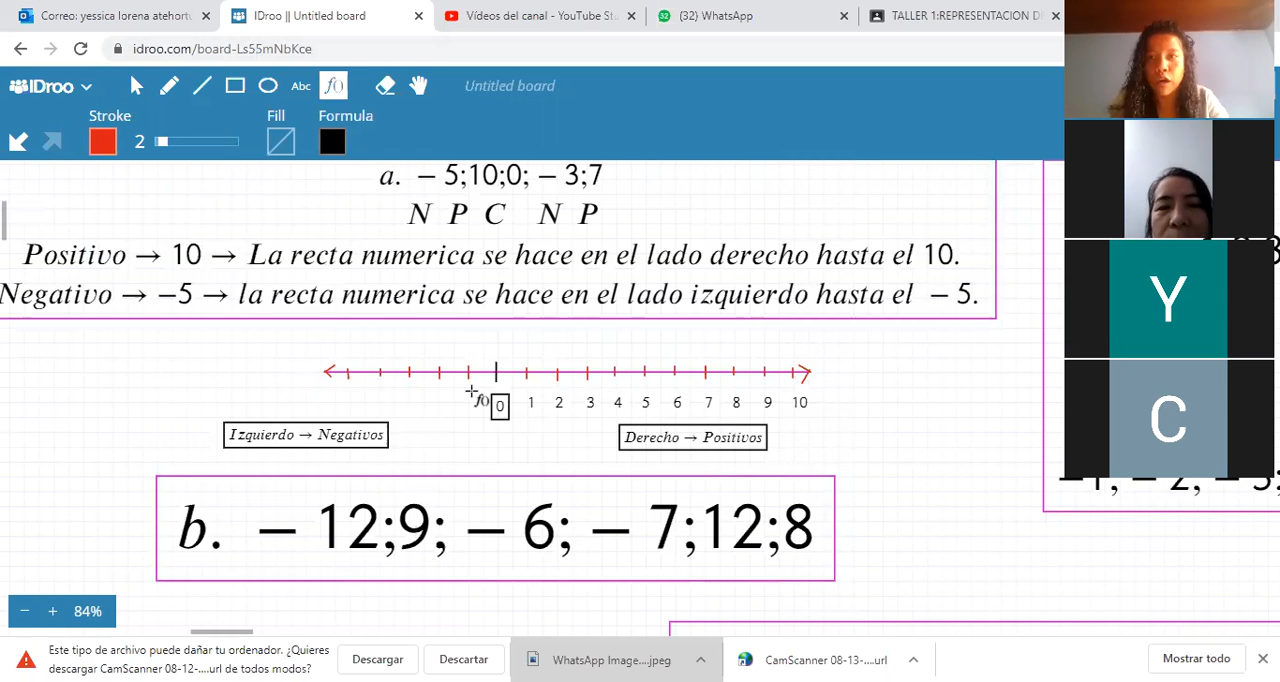 Correo: yessica lorena atehort
IDroo || Untitled board
Vídeos del canal - YouTube St
(32) WhatsApp
TALLER 1:REPRESENTACION D
idroo.com/board-Ls55mNbKce
IDroo
Abc
f()
Untitled board
Stroke
Fill
Formula
2
a. − 5;10;0; − 3;7
N P C N P
Positivo → 10 → La recta numerica se hace en el lado derecho hasta el 10.
Negativo → −5 → la recta numerica se hace en el lado izquierdo hasta el − 5.
f()
0 1 2 3 4 5 6 7 8 9 10
Izquierdo → Negativos
Derecho → Positivos
b. − 12;9; − 6; − 7;12;8
Y
C
−1; − 2; − 5;
− + 84%
Este tipo de archivo puede dañar tu ordenador. ¿Quieres
descargar CamScanner 08-12-....url de todos modos?
Descargar
Descartar
WhatsApp Image....jpeg
CamScanner 08-13-....url
Mostrar todo